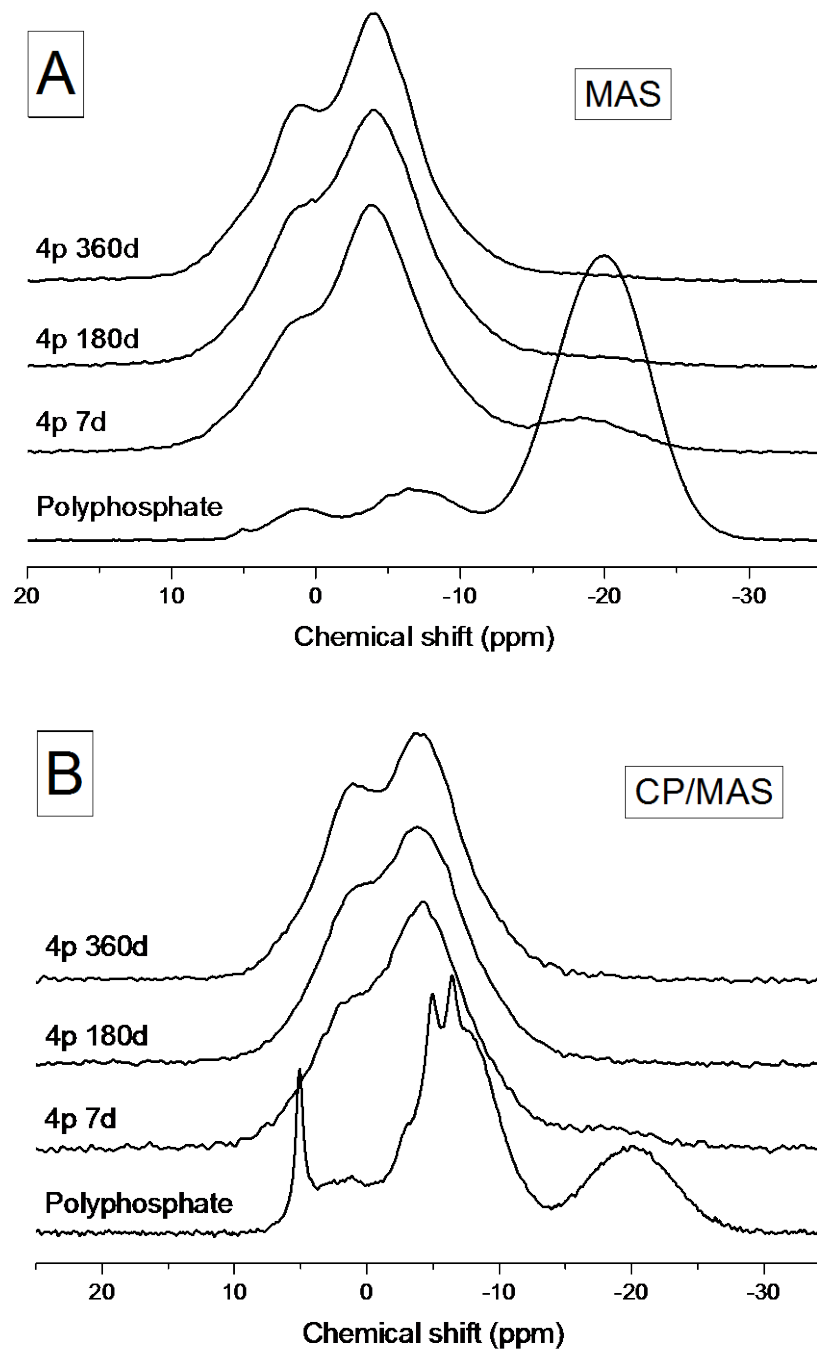 A
MAS
4p 360d
4p 180d
4p 7d
Polyphosphate
20 10 0 -10 -20 -30
Chemical shift (ppm)
B
CP/MAS
4p 360d
4p 180d
4p 7d
Polyphosphate
20 10 0 -10 -20 -30
Chemical shift (ppm)